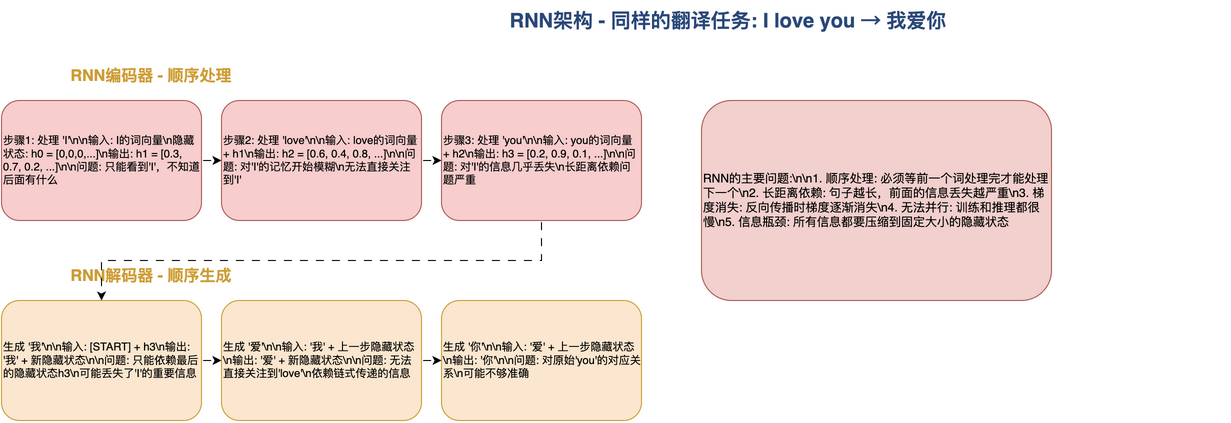 RNN架构 - 同样的翻译任务: I love you → 我爱你
RNN编码器 - 顺序处理
步骤1: 处理 'I'\n\n输入: I的词向量\n隐藏
状态: h0 = [0,0,0,...]\n输出: h1 = [0.3,
0.7, 0.2, ...]\n\n问题: 只能看到'I'，不知道
后面有什么
步骤2: 处理 'love'\n\n输入: love的词向量
+ h1\n输出: h2 = [0.6, 0.4, 0.8, ...]\n\n问
题: 对'I'的记忆开始模糊\n无法直接关注
到'I'
步骤3: 处理 'you'\n\n输入: you的词向量
+ h2\n输出: h3 = [0.2, 0.9, 0.1, ...]\n\n问
题: 对'I'的信息几乎丢失\n长距离依赖问
题严重
RNN的主要问题:\n\n1. 顺序处理: 必须等前一个词处理完才能处理
下一个\n2. 长距离依赖: 句子越长，前面的信息丢失越严重\n3. 梯
度消失: 反向传播时梯度逐渐消失\n4. 无法并行: 训练和推理都很
慢\n5. 信息瓶颈: 所有信息都要压缩到固定大小的隐藏状态
RNN解码器 - 顺序生成
生成 '我'\n\n输入: [START] + h3\n输出:
'我' + 新隐藏状态\n\n问题: 只能依赖最后
的隐藏状态h3\n可能丢失了'I'的重要信息
生成 '爱'\n\n输入: '我' + 上一步隐藏状态
\n输出: '爱' + 新隐藏状态\n\n问题: 无法
直接关注到'love'\n依赖链式传递的信息
生成 '你'\n\n输入: '爱' + 上一步隐藏状态
\n输出: '你'\n\n问题: 对原始'you'的对应关
系\n可能不够准确